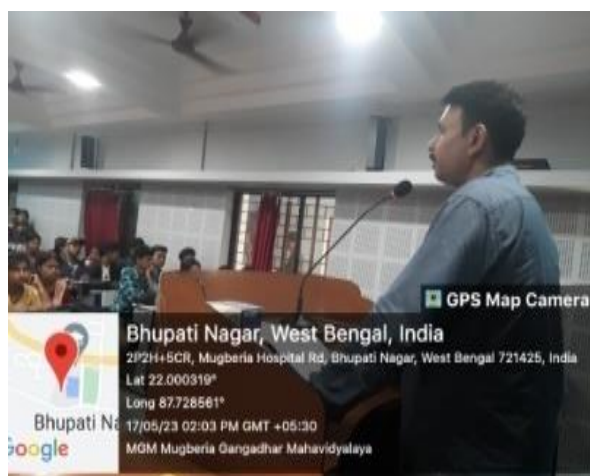 GPS Map Camera
Bhupati Nagar, West Bengal, India
2P2H+5CR, Mugberia Hospital Rd, Bhupati Nagar, West Bengal 721425, India
Lat 22.000319°
Long 87.728561°
17/05/23 02:03 PM GMT +05:30
MGM Mugberia Gangadhar Mahavidyalaya
Bhupati Na
Google